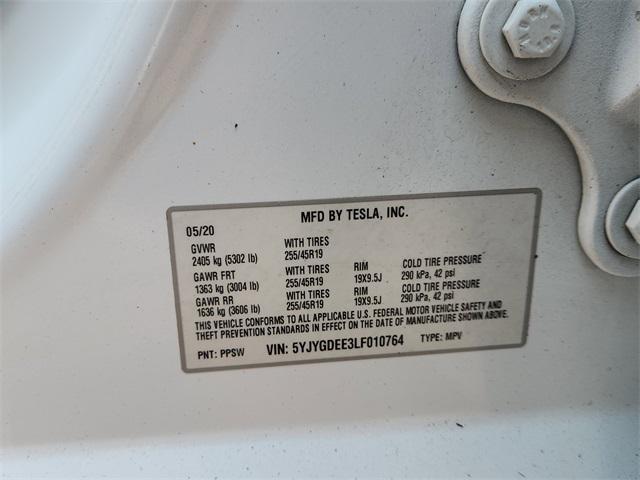 MFD BY TESLA, INC.
05/20
GVWR WITH TIRES
2405 kg (5302 lb) 255/45R19
GAWR FRT WITH TIRES RIM COLD TIRE PRESSURE
1363 kg (3004 lb) 255/45R19 19X9.5J 290 kPa, 42 psi
GAWR RR WITH TIRES RIM COLD TIRE PRESSURE
1636 kg (3606 lb) 255/45R19 19X9.5J 290 kPa, 42 psi
THIS VEHICLE CONFORMS TO ALL APPLICABLE U.S. FEDERAL MOTOR VEHICLE SAFETY AND
THEFT PREVENTION STANDARDS IN EFFECT ON THE DATE OF MANUFACTURE SHOWN ABOVE.
PNT: PPSW VIN: 5YJYGDEE3LF010764 TYPE: MPV